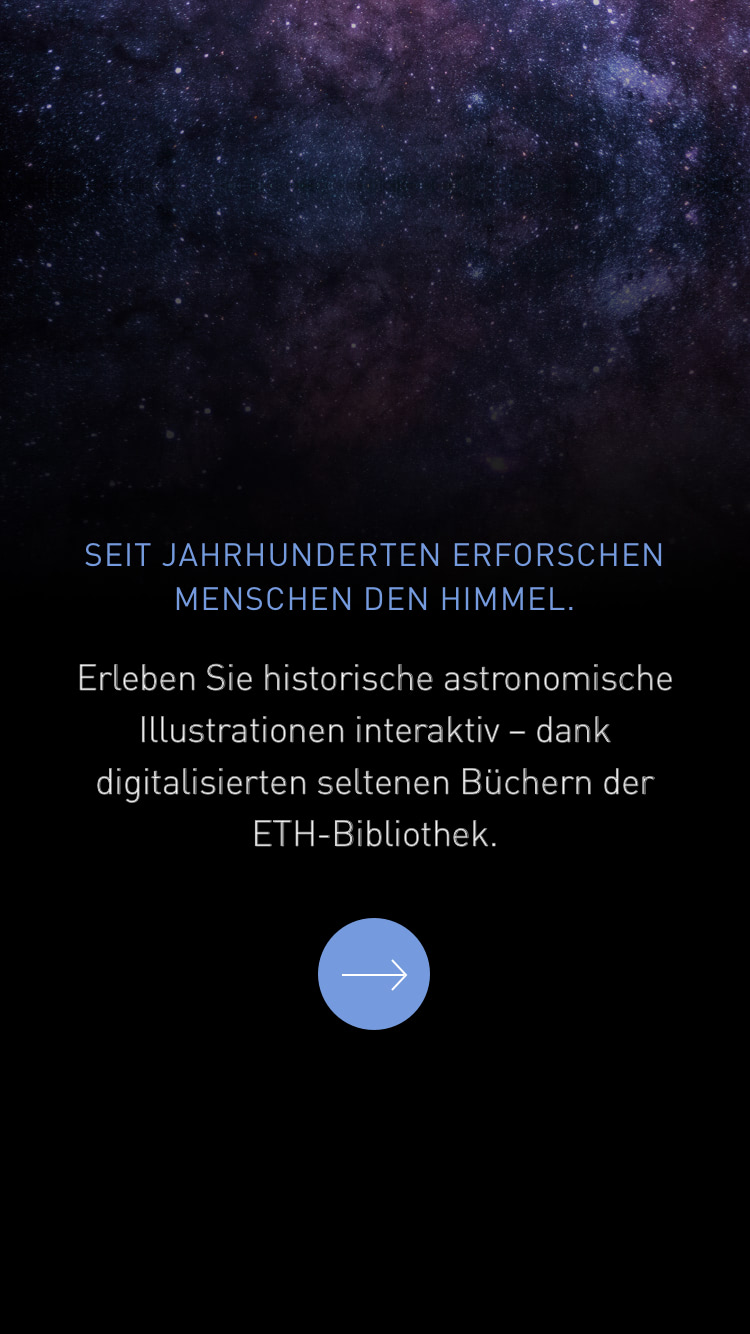 SEIT JAHRHUNDERTEN ERFORSCHEN
MENSCHEN DEN HIMMEL.
Erleben Sie historische astronomische
Illustrationen interaktiv – dank
digitalisierten seltenen Büchern der
ETH-Bibliothek.